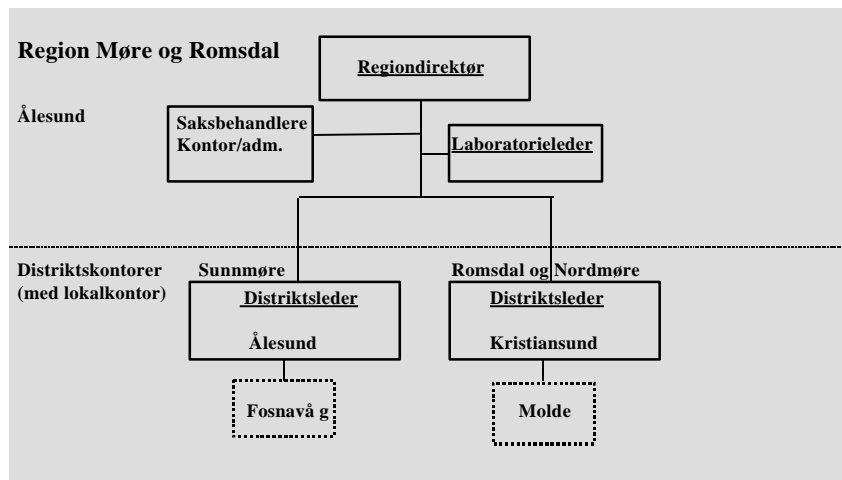 Region Møre og Romsdal
Regiondirektør
Ålesund
Saksbehandlere
Kontor/adm.
Laboratorieleder
Distriktskontorer
(med lokalkontor)
Sunnmøre
Romsdal og Nordmøre
Distriktsleder
Ålesund
Distriktsleder
Kristiansund
Fosnavå g
Molde